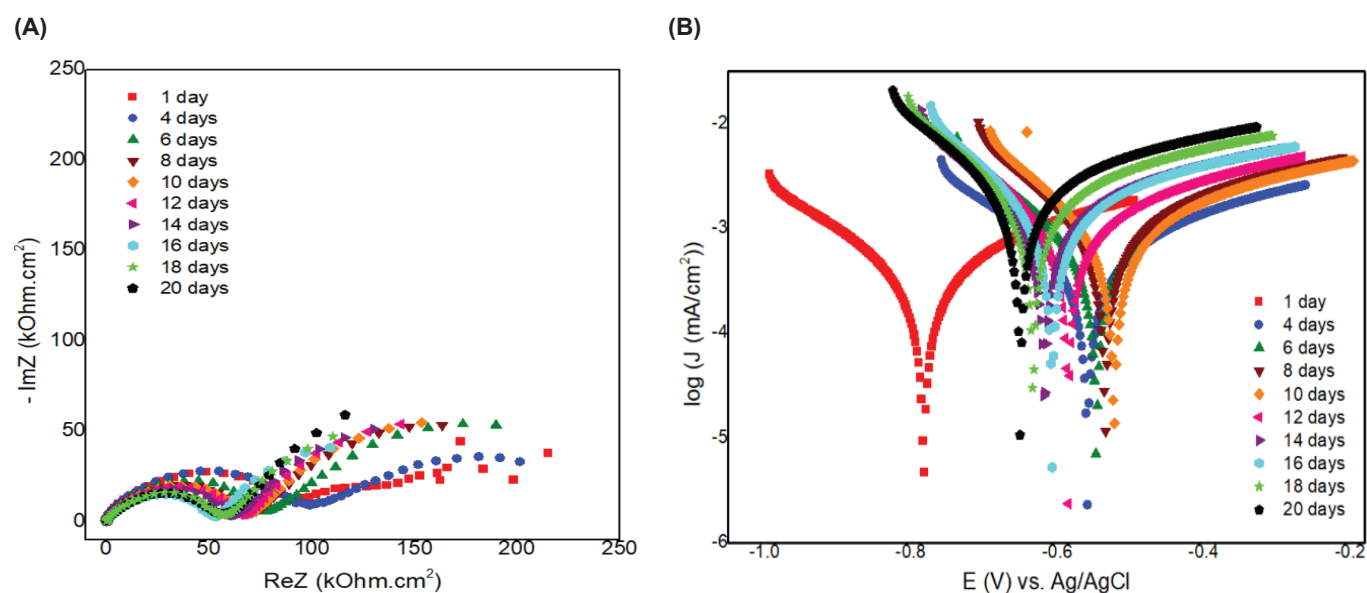 (A)
250
200
150
100
50
0
- ImZ (kOhm.cm²)
1 day
4 days
6 days
8 days
10 days
12 days
14 days
16 days
18 days
20 days
0 50 100 150 200 250
ReZ (kOhm.cm²)
(B)
-2
-3
-4
-5
-6
log (J (mA/cm²))
1 day
4 days
6 days
8 days
10 days
12 days
14 days
16 days
18 days
20 days
-1.0 -0.8 -0.6 -0.4 -0.2
E (V) vs. Ag/AgCl